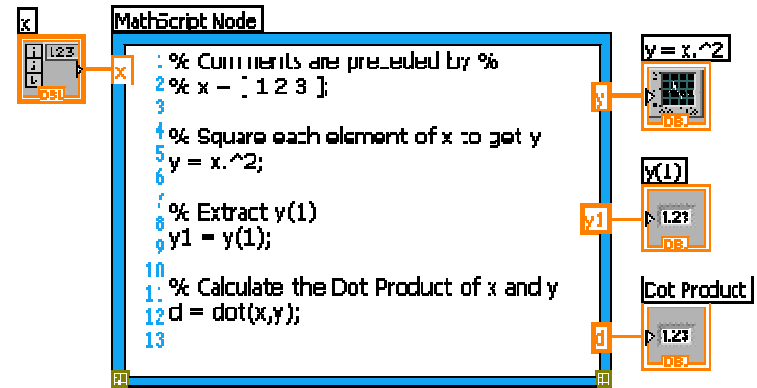 x
MathScript Node
123
DBL
x
1 % Comments are preceded by %
2 % x = [ 1 2 3 ];
3
4 % Square each element of x to get y
5 y = x.^2;
6
7
8 % Extract y(1)
9 y1 = y(1);
10
11 % Calculate the Dot Product of x and y
12 d = dot(x,y);
13
y
y1
d
y = x.^2
DBL
y(1)
1.23
DBL
Dot Product
1.23
DBL